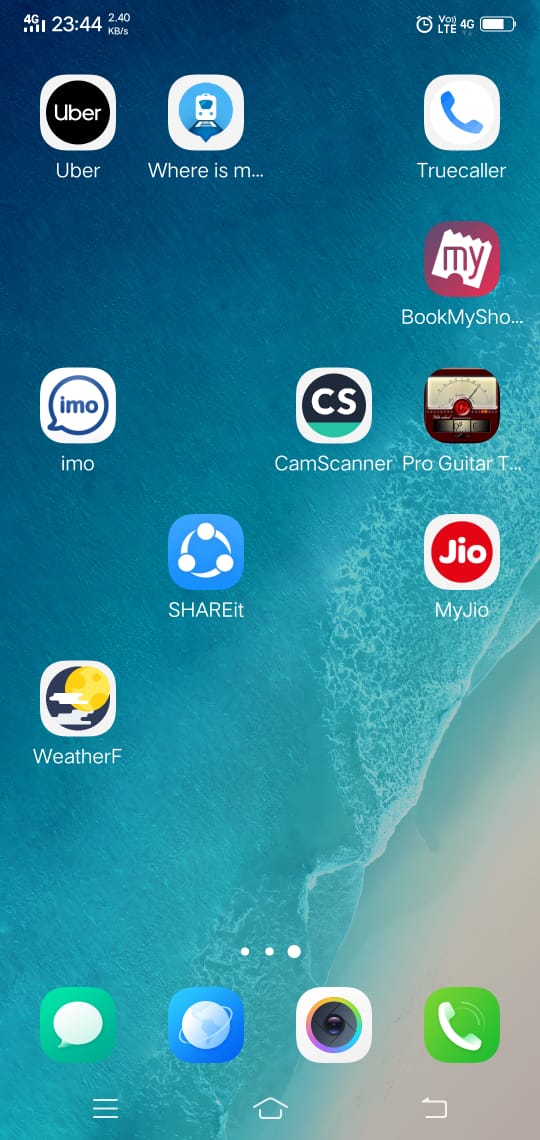 4G 23:44 2.40 KB/s Vo)) LTE 4G
Uber
Uber Where is m... Truecaller
my
BookMySho...
imo CS
imo CamScanner Pro Guitar T...
Jio
SHAREit MyJio
WeatherF